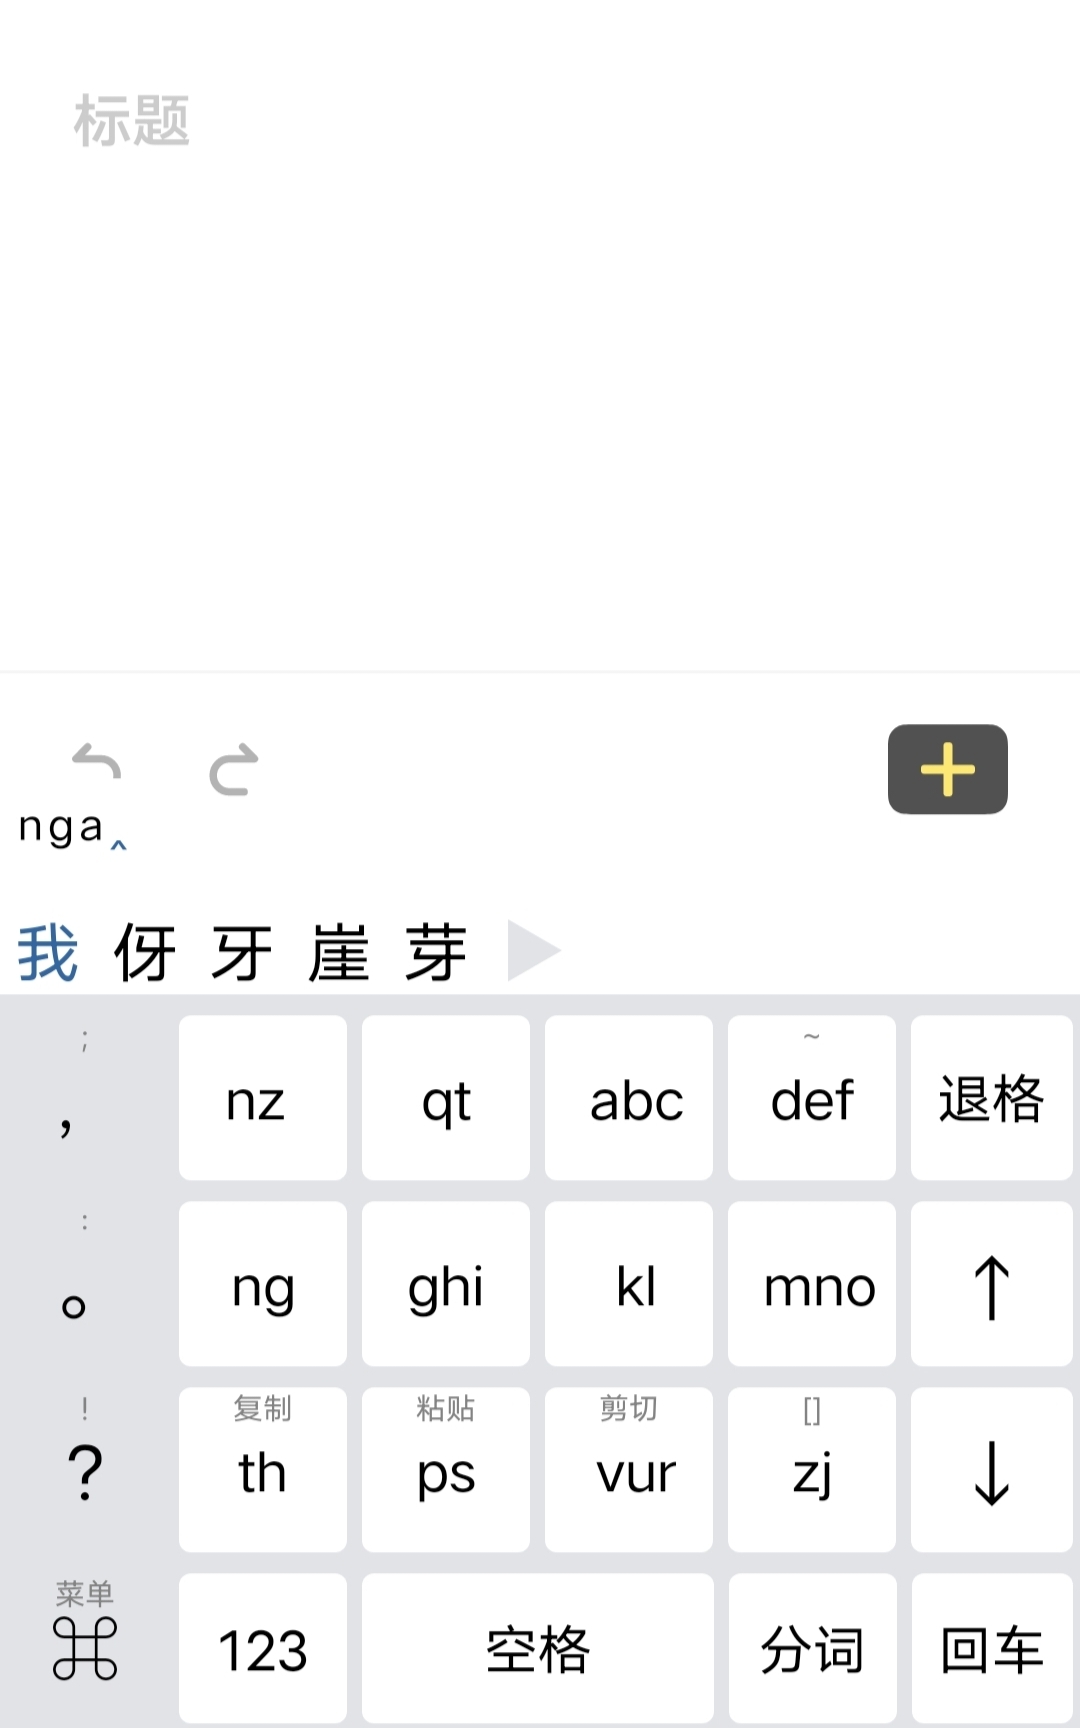 标题
nga^
我 伢 牙 崖 芽
; ~
， nz qt abc def 退格
:
。 ng ghi kl mno ↑
! 复制 粘贴 剪切 []
? th ps vur zj ↓
菜单
⌘ 123 空格 分词 回车